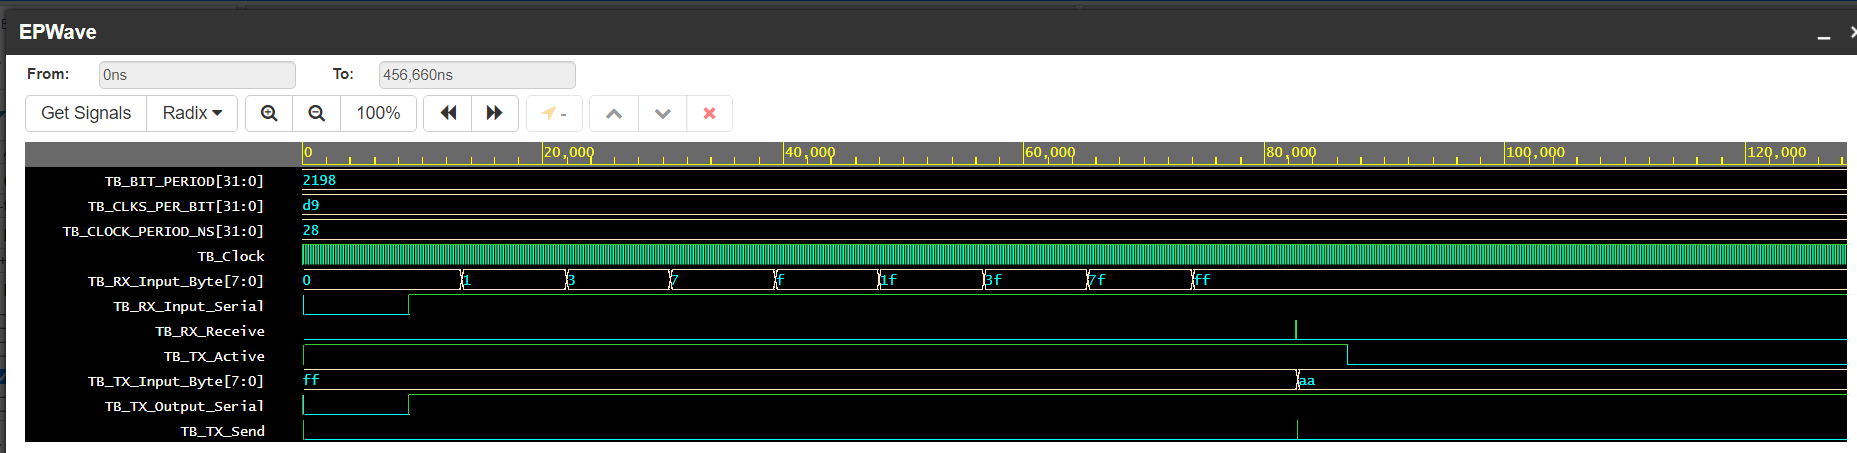 EPWave
From: 0ns To: 456,660ns
Get Signals Radix 100% -
0 20,000 40,000 60,000 80,000 100,000 120,000
TB_BIT_PERIOD[31:0] 2198
TB_CLKS_PER_BIT[31:0] d9
TB_CLOCK_PERIOD_NS[31:0] 28
TB_Clock
TB_RX_Input_Byte[7:0] 0 1 3 7 f 1f 3f 7f ff
TB_RX_Input_Serial
TB_RX_Receive
TB_TX_Active
TB_TX_Input_Byte[7:0] ff aa
TB_TX_Output_Serial
TB_TX_Send